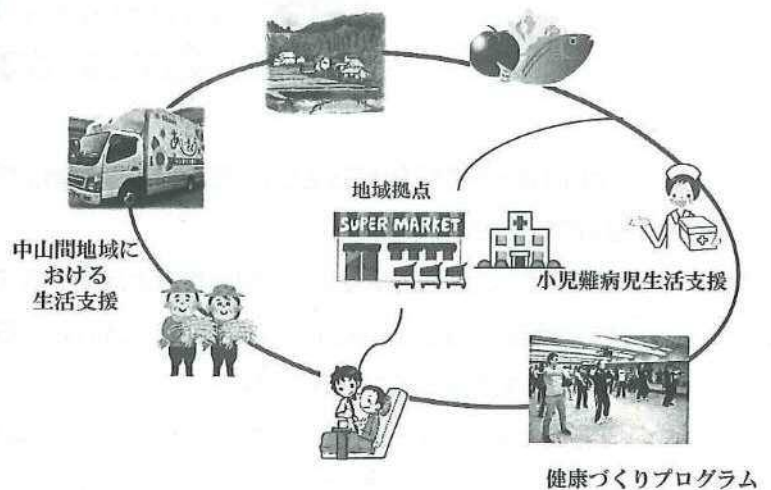 地域拠点
SUPER MARKET
中山間地域に
おける
生活支援
小児難病児生活支援
健康づくりプログラム